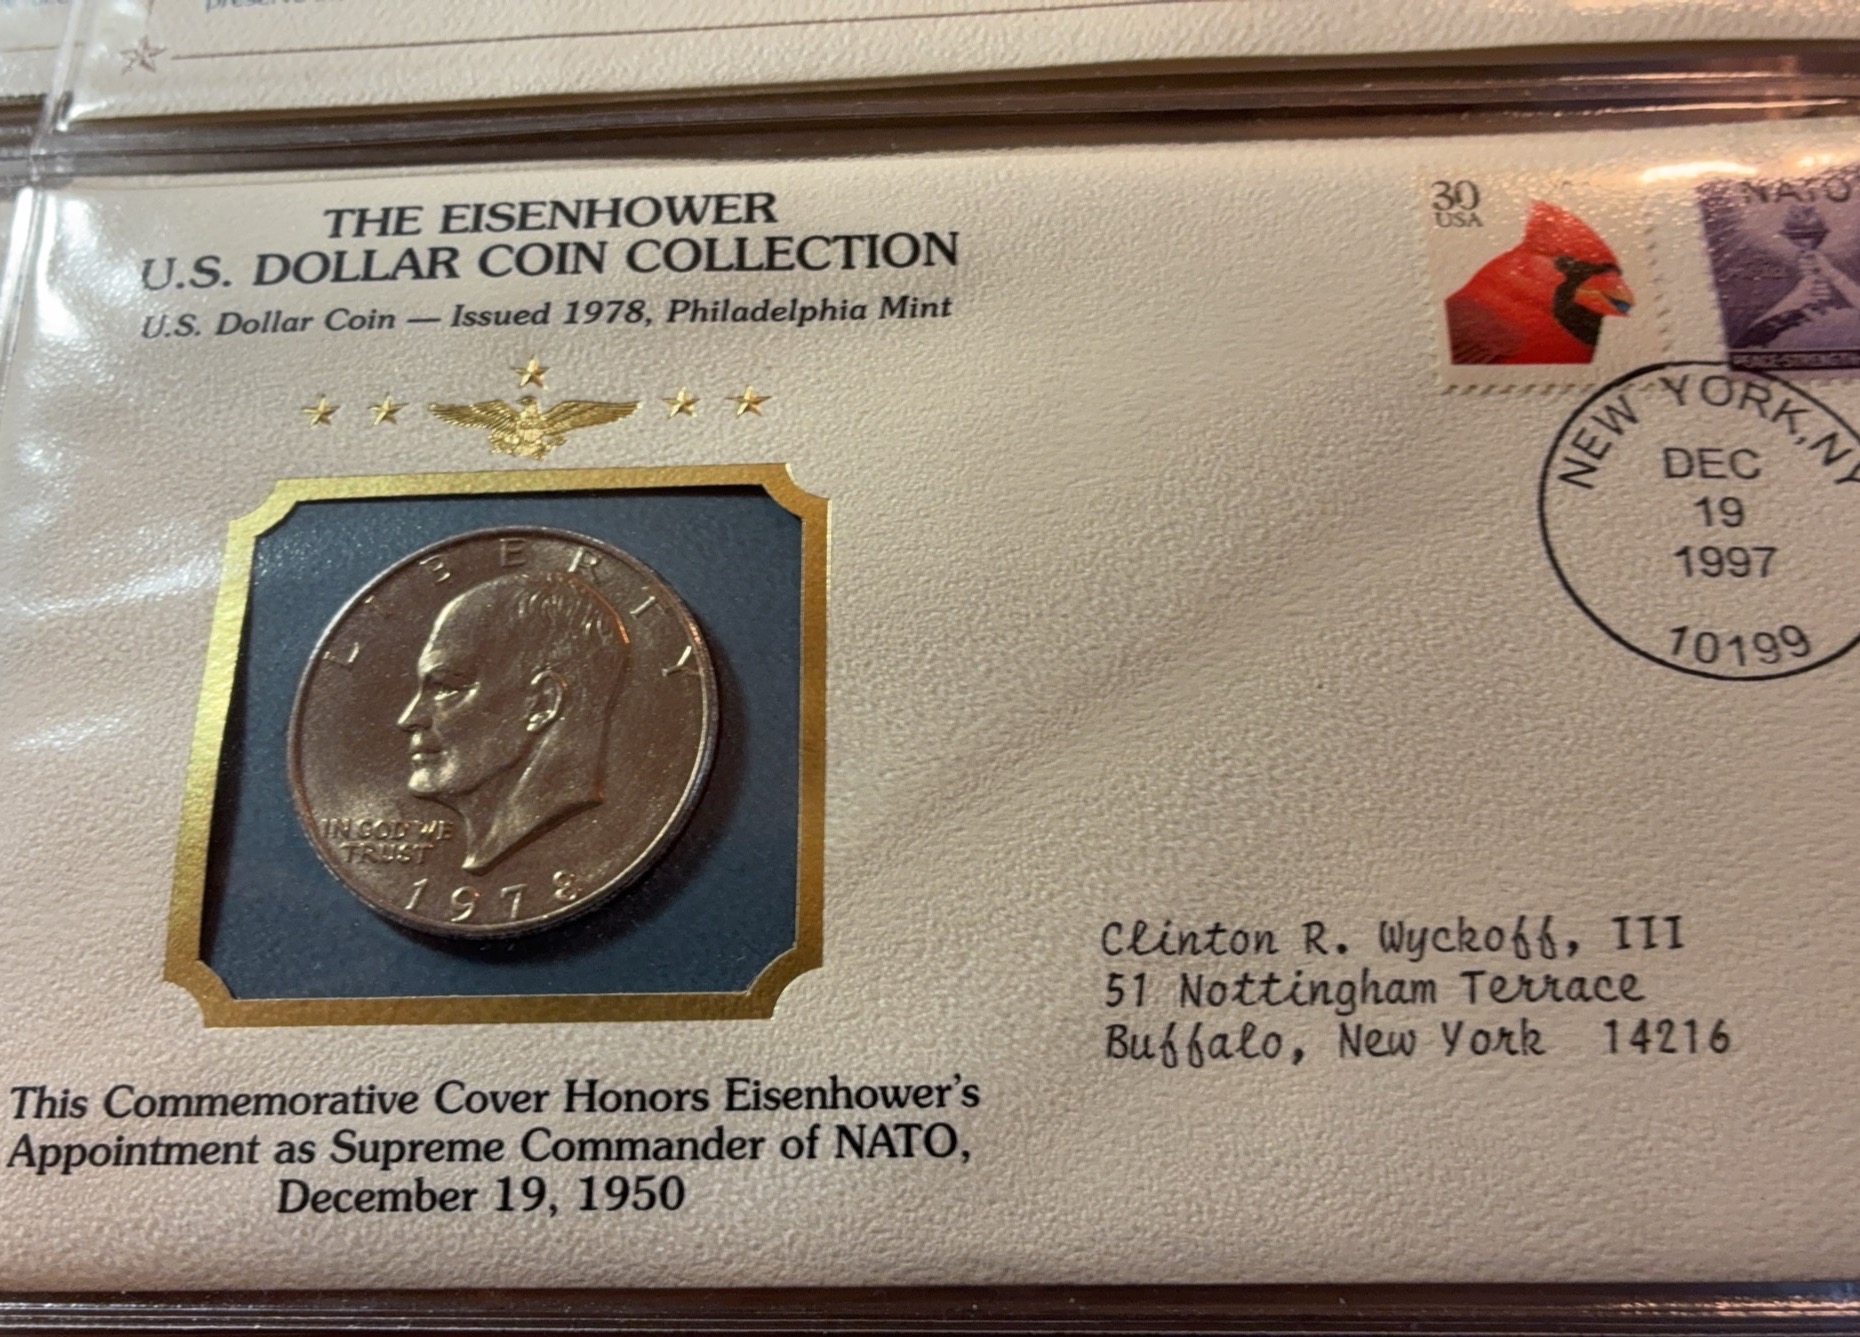 THE EISENHOWER
U.S. DOLLAR COIN COLLECTION
U.S. Dollar Coin — Issued 1978, Philadelphia Mint
30
USA
NATO
NEW YORK, NY
DEC
19
1997
10199
LIBERTY
IN GOD WE
TRUST
1978
Clinton R. Wyckoff, III
51 Nottingham Terrace
Buffalo, New York 14216
This Commemorative Cover Honors Eisenhower's
Appointment as Supreme Commander of NATO,
December 19, 1950